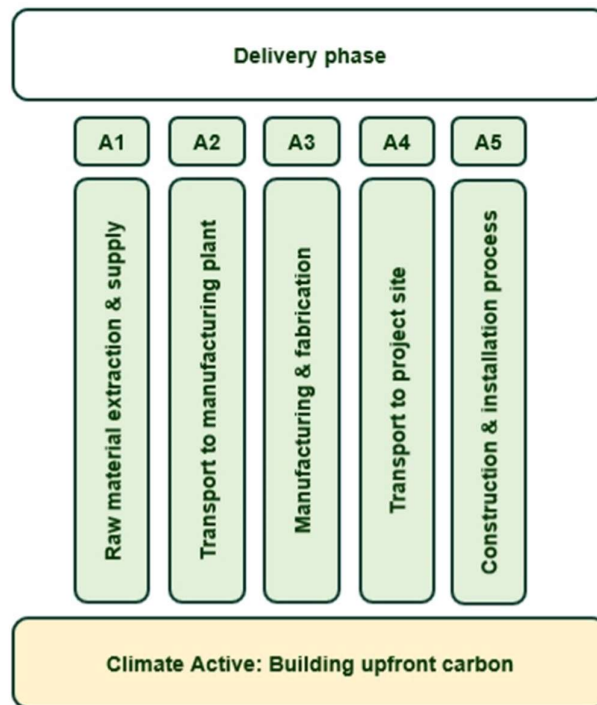 Delivery phase
A1
A2
A3
A4
A5
Raw material extraction & supply
Transport to manufacturing plant
Manufacturing & fabrication
Transport to project site
Construction & installation process
Climate Active: Building upfront carbon